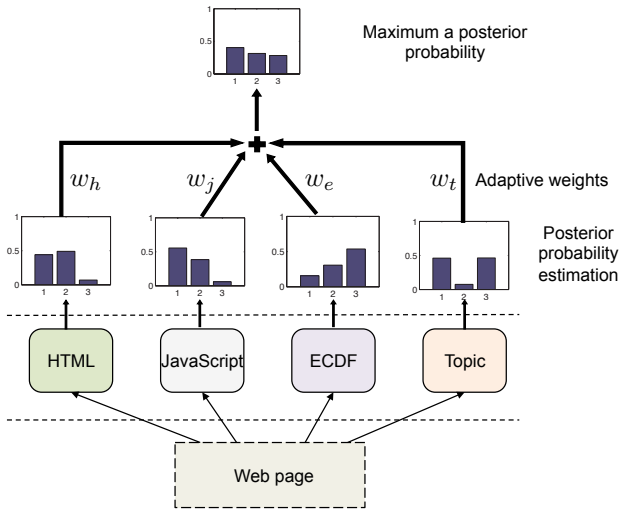 Maximum a posterior
probability
1
0.5
0
1 2 3
w_h
w_j
w_e
w_t
Adaptive weights
1
0.5
0
1 2 3
1
0.5
0
1 2 3
1
0.5
0
1 2 3
1
0.5
0
1 2 3
Posterior
probability
estimation
HTML
JavaScript
ECDF
Topic
Web page